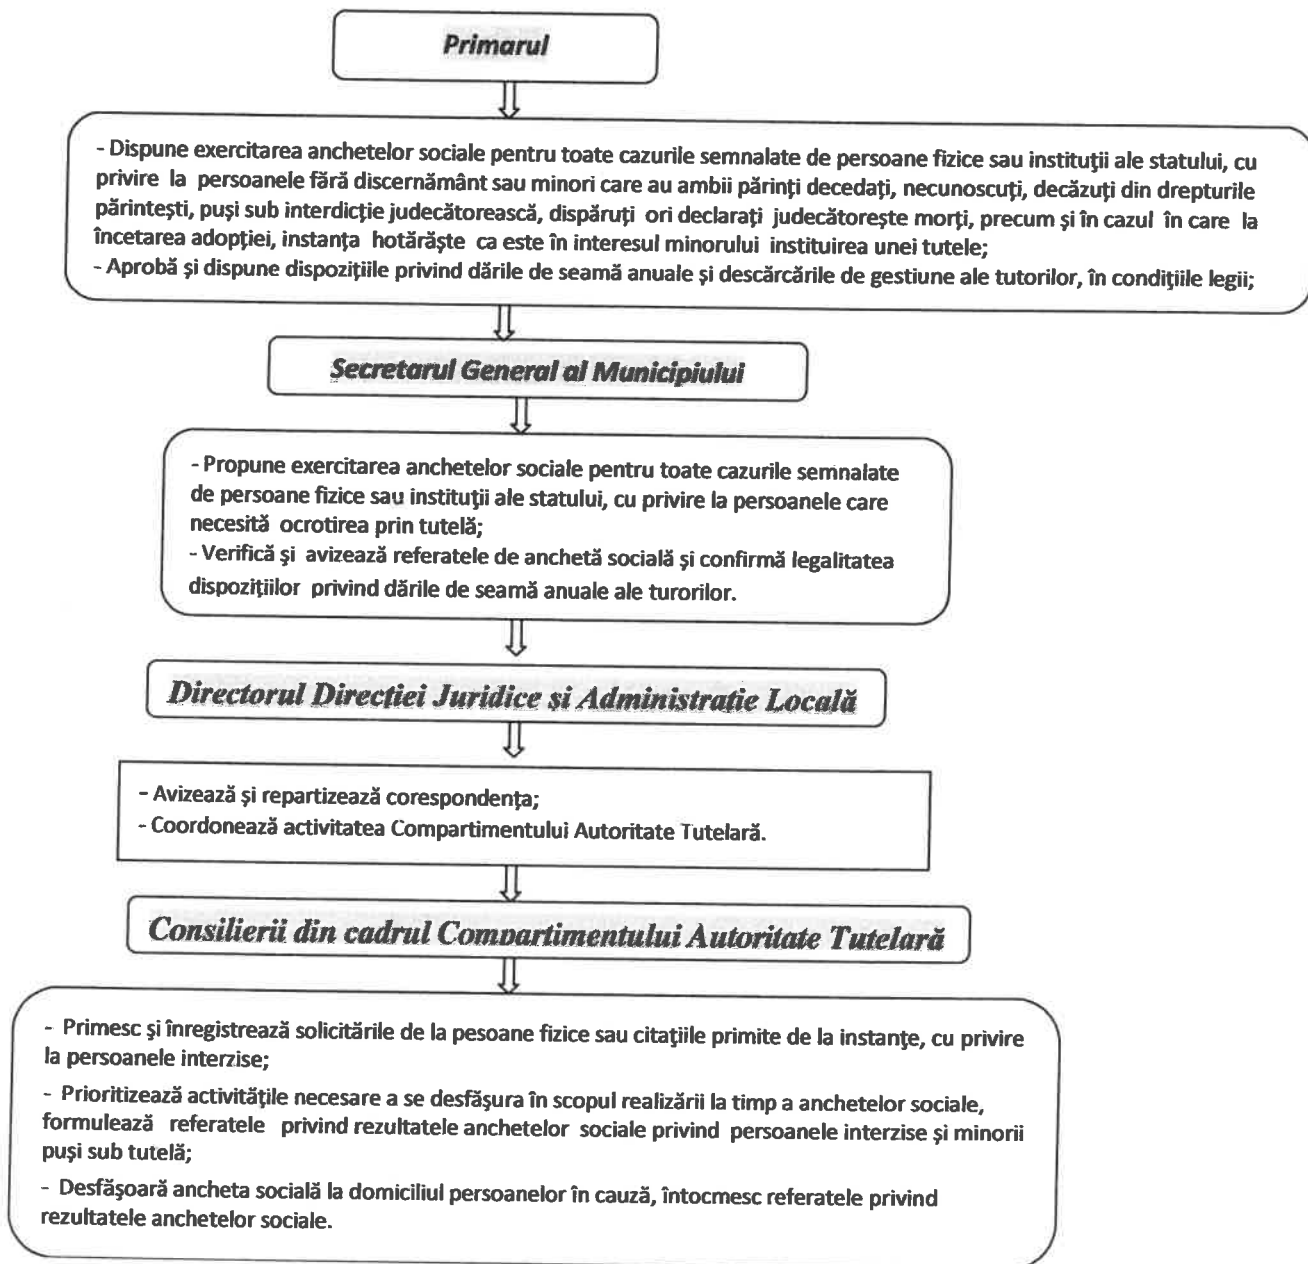 Primarul
- Dispune exercitarea anchetelor sociale pentru toate cazurile semnalate de persoane fizice sau instituţii ale statului, cu
privire la persoanele fără discernământ sau minori care au ambii părinţi decedaţi, necunoscuţi, decăzuţi din drepturile
părinteşti, puşi sub interdicţie judecătorească, dispăruţi ori declaraţi judecătoreşte morţi, precum şi în cazul în care la
încetarea adopţiei, instanţa hotărăşte ca este în interesul minorului instituirea unei tutele;
- Aprobă şi dispune dispoziţiile privind dările de seamă anuale şi descărcările de gestiune ale tutorilor, în condiţiile legii;
Secretarul General al Municipiului
- Propune exercitarea anchetelor sociale pentru toate cazurile semnalate
de persoane fizice sau instituţii ale statului, cu privire la persoanele care
necesită ocrotirea prin tutelă;
- Verifică şi avizează referatele de anchetă socială şi confirmă legalitatea
dispoziţiilor privind dările de seamă anuale ale turorilor.
Directorul Direcţiei Juridice şi Administraţie Locală
- Avizează şi repartizează corespondenţa;
- Coordonează activitatea Compartimentului Autoritate Tutelară.
Consilierii din cadrul Compartimentului Autoritate Tutelară
- Primesc şi înregistrează solicitările de la pesoane fizice sau citaţiile primite de la instanţe, cu privire
la persoanele interzise;
- Prioritizează activităţile necesare a se desfăşura în scopul realizării la timp a anchetelor sociale,
formulează referatele privind rezultatele anchetelor sociale privind persoanele interzise şi minorii
puşi sub tutelă;
- Desfăşoară ancheta socială la domiciliul persoanelor în cauză, întocmesc referatele privind
rezultatele anchetelor sociale.